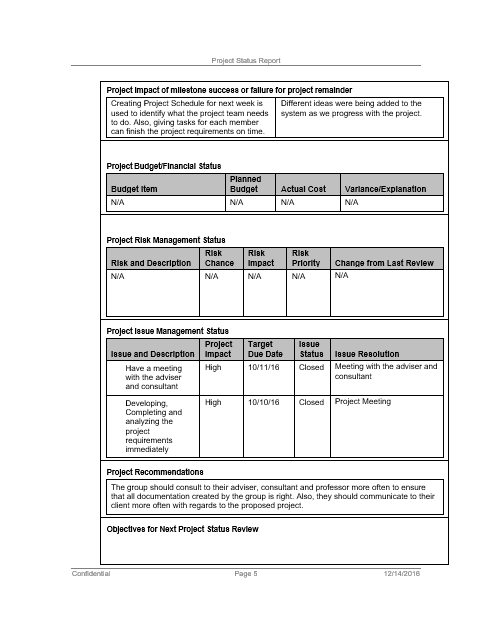 Project Status Report
Project Impact of milestone success or failure for project remainder
Creating Project Schedule for next week is
used to identify what the project team needs
to do. Also, giving tasks for each member
can finish the project requirements on time.
Different ideas were being added to the
system as we progress with the project.
Project Budget/Financial Status
Budget Item
Planned
Budget
Actual Cost
Variance/Explanation
N/A
N/A
N/A
N/A
Project Risk Management Status
Risk and Description
Risk
Chance
Risk
Impact
Risk
Priority
Change from Last Review
N/A
N/A
N/A
N/A
N/A
Project Issue Management Status
Issue and Description
Project
Impact
Target
Due Date
Issue
Status
Issue Resolution
Have a meeting
with the adviser
and consultant
High
10/11/16
Closed
Meeting with the adviser and
consultant
Developing,
Completing and
analyzing the
project
requirements
immediately
High
10/10/16
Closed
Project Meeting
Project Recommendations
The group should consult to their adviser, consultant and professor more often to ensure
that all documentation created by the group is right. Also, they should communicate to their
client more often with regards to the proposed project.
Objectives for Next Project Status Review
Confidential
Page 5
12/14/2016